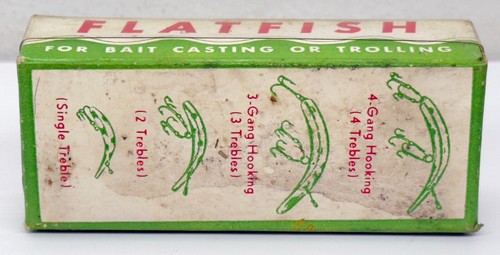 FLATFISH
FOR BAIT CASTING OR TROLLING
(Single Treble)
(2 Trebles)
3-Gang Hooking
(3 Trebles)
4-Gang Hooking
(4 Trebles)